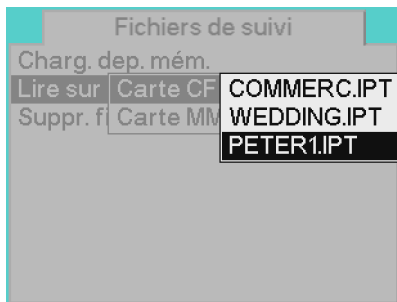 Fichiers de suivi
Charg. dep. mém.
Lire sur Carte CF COMMERC.IPT
Suppr. fi Carte MM WEDDING.IPT
PETER1.IPT